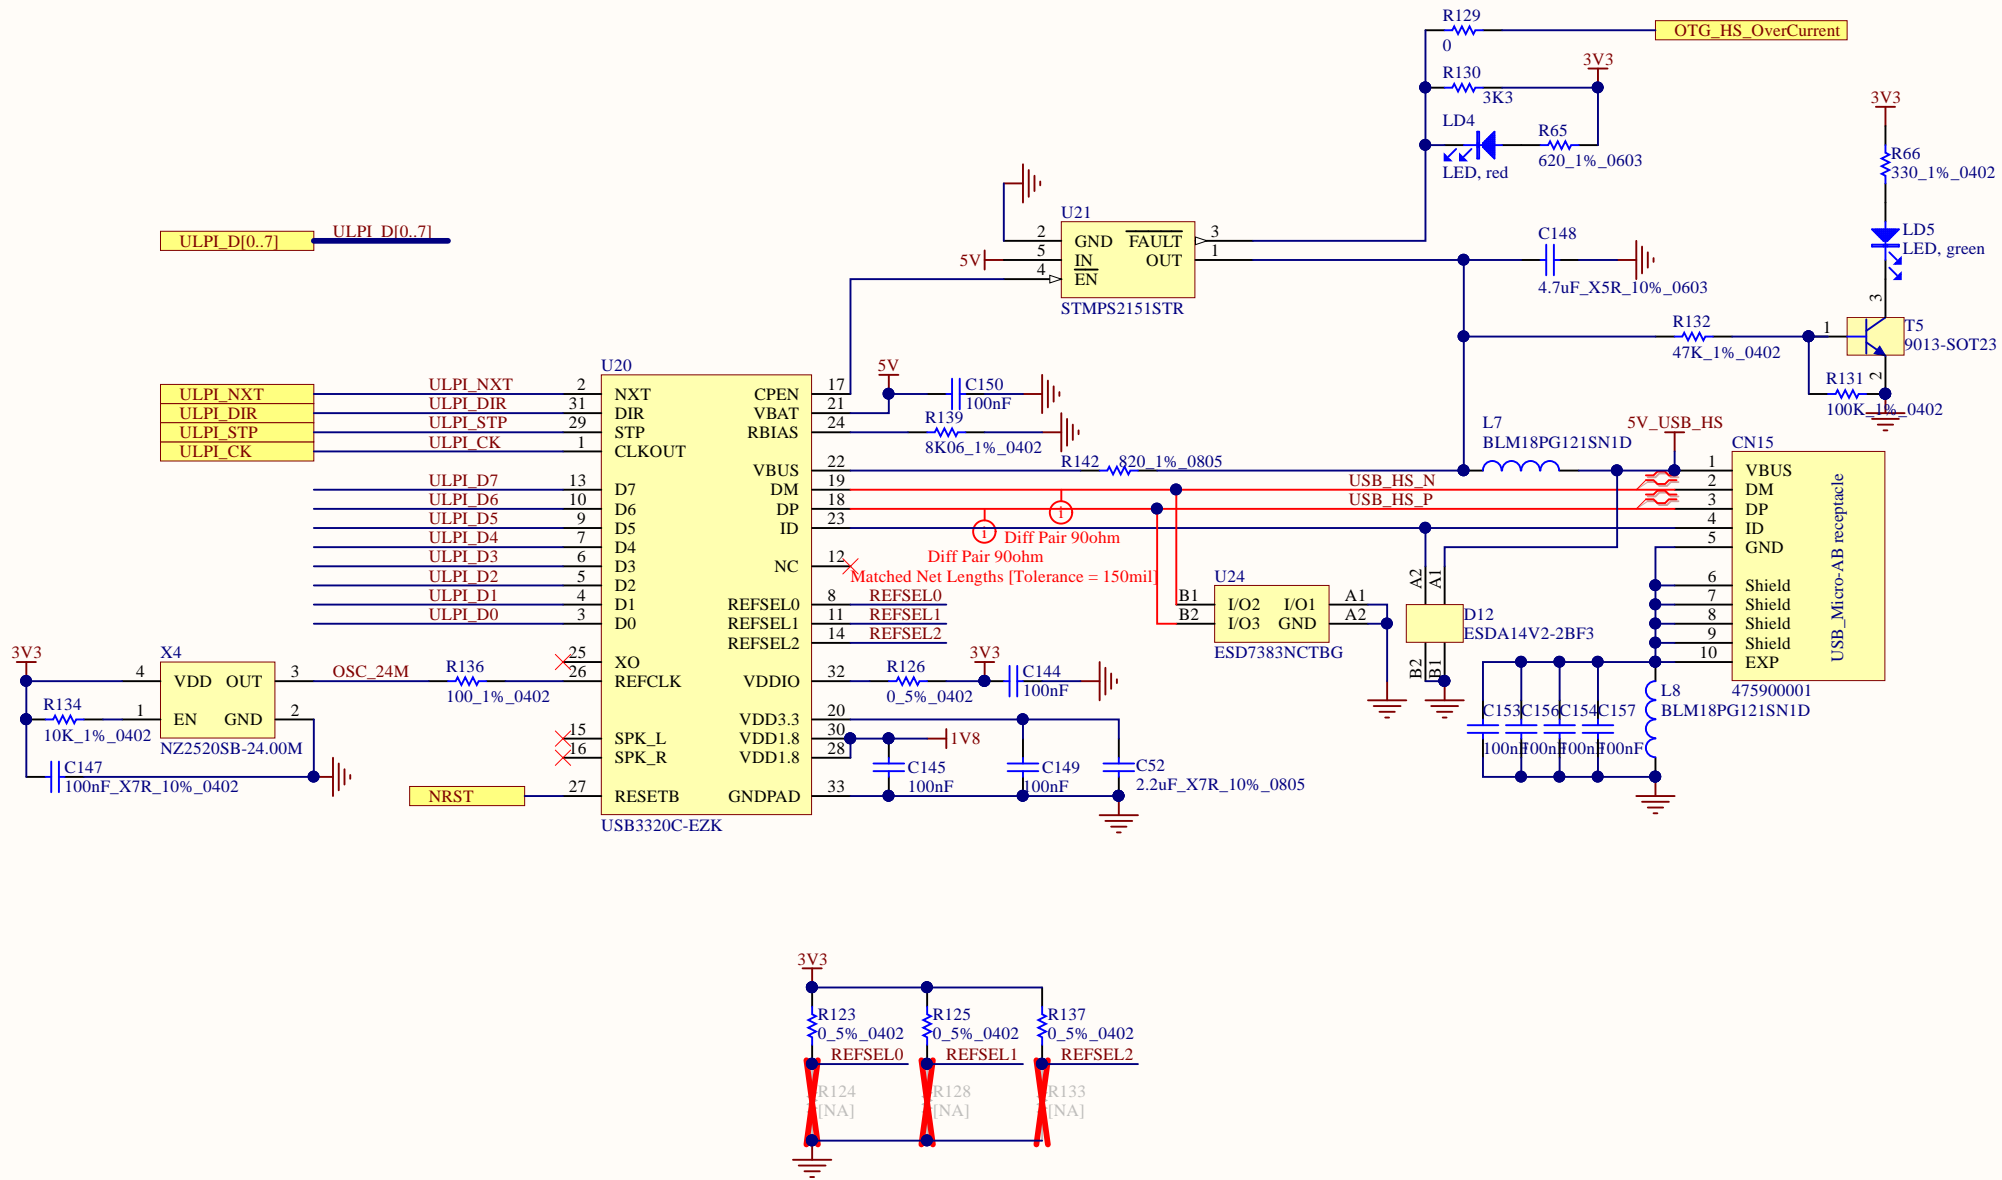 R129
0
OTG_HS_OverCurrent
R130
3K3
3V3
LD4
LED, red
R65
620_1%_0603
3V3
R66
330_1%_0402
LD5
LED, green
3
1
2
T5
9013-SOT23
R132
47K_1%_0402
R131
100K_1%_0402
U21
2 GND FAULT 3
5V 5 IN OUT 1
4 EN
STMPS2151STR
C148
4.7uF_X5R_10%_0603
ULPI_D[0..7] ULPI_D[0..7]
ULPI_NXT ULPI_NXT 2 NXT
ULPI_DIR ULPI_DIR 31 DIR
ULPI_STP ULPI_STP 29 STP
ULPI_CK ULPI_CK 1 CLKOUT
ULPI_D7 13 D7
ULPI_D6 10 D6
ULPI_D5 9 D5
ULPI_D4 7 D4
ULPI_D3 6 D3
ULPI_D2 5 D2
ULPI_D1 4 D1
ULPI_D0 3 D0
25 XO
26 REFCLK
15 SPK_L
16 SPK_R
NRST 27 RESETB
U20
CPEN 17
VBAT 21
RBIAS 24
VBUS 22
DM 19
DP 18
ID 23
NC 12
REFSEL0 8 REFSEL0
REFSEL1 11 REFSEL1
REFSEL2 14 REFSEL2
VDDIO 32
VDD3.3 20
VDD1.8 30
VDD1.8 28
GNDPAD 33
USB3320C-EZK
5V
C150
100nF
R139
8K06_1%_0402
R142 820_1%_0805
L7
BLM18PG121SN1D
5V_USB_HS
USB_HS_N
USB_HS_P
i
i
Diff Pair 90ohm
Diff Pair 90ohm
Matched Net Lengths [Tolerance = 150mil]
CN15
1 VBUS
2 DM
3 DP
4 ID
5 GND
6 Shield
7 Shield
8 Shield
9 Shield
10 EXP
USB_Micro-AB receptacle
475900001
U24
B1 I/O2 I/O1 A1
B2 I/O3 GND A2
ESD7383NCTBG
A2
A1
B2
B1
D12
ESDA14V2-2BF3
L8
BLM18PG121SN1D
C153
100nF
C156
100nF
C154
100nF
C157
100nF
3V3
X4
4 VDD OUT 3
1 EN GND 2
NZ2520SB-24.00M
OSC_24M
R136
100_1%_0402
R134
10K_1%_0402
C147
100nF_X7R_10%_0402
R126
0_5%_0402
3V3
C144
100nF
1V8
C145
100nF
C149
100nF
C52
2.2uF_X7R_10%_0805
3V3
R123
0_5%_0402
R125
0_5%_0402
R137
0_5%_0402
REFSEL0
REFSEL1
REFSEL2
R124
[NA]
R128
[NA]
R133
[NA]